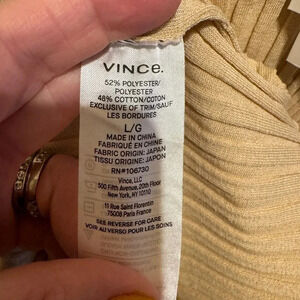 VINCE.
52% POLYESTER/
POLYESTER
48% COTTON/COTON
EXCLUSIVE OF TRIM/SAUF
LES BORDURES
L/G
MADE IN CHINA
FABRIQUÉ EN CHINE
FABRIC ORIGIN: JAPAN
TISSU ORIGINE: JAPON
RN#106730
Vince, LLC
500 Fifth Avenue, 20th Floor
New York, NY 10110
11 Rue Saint Florentin
75008 Paris France
SEE REVERSE FOR CARE
VOIR AU VERSO POUR LES SOINS